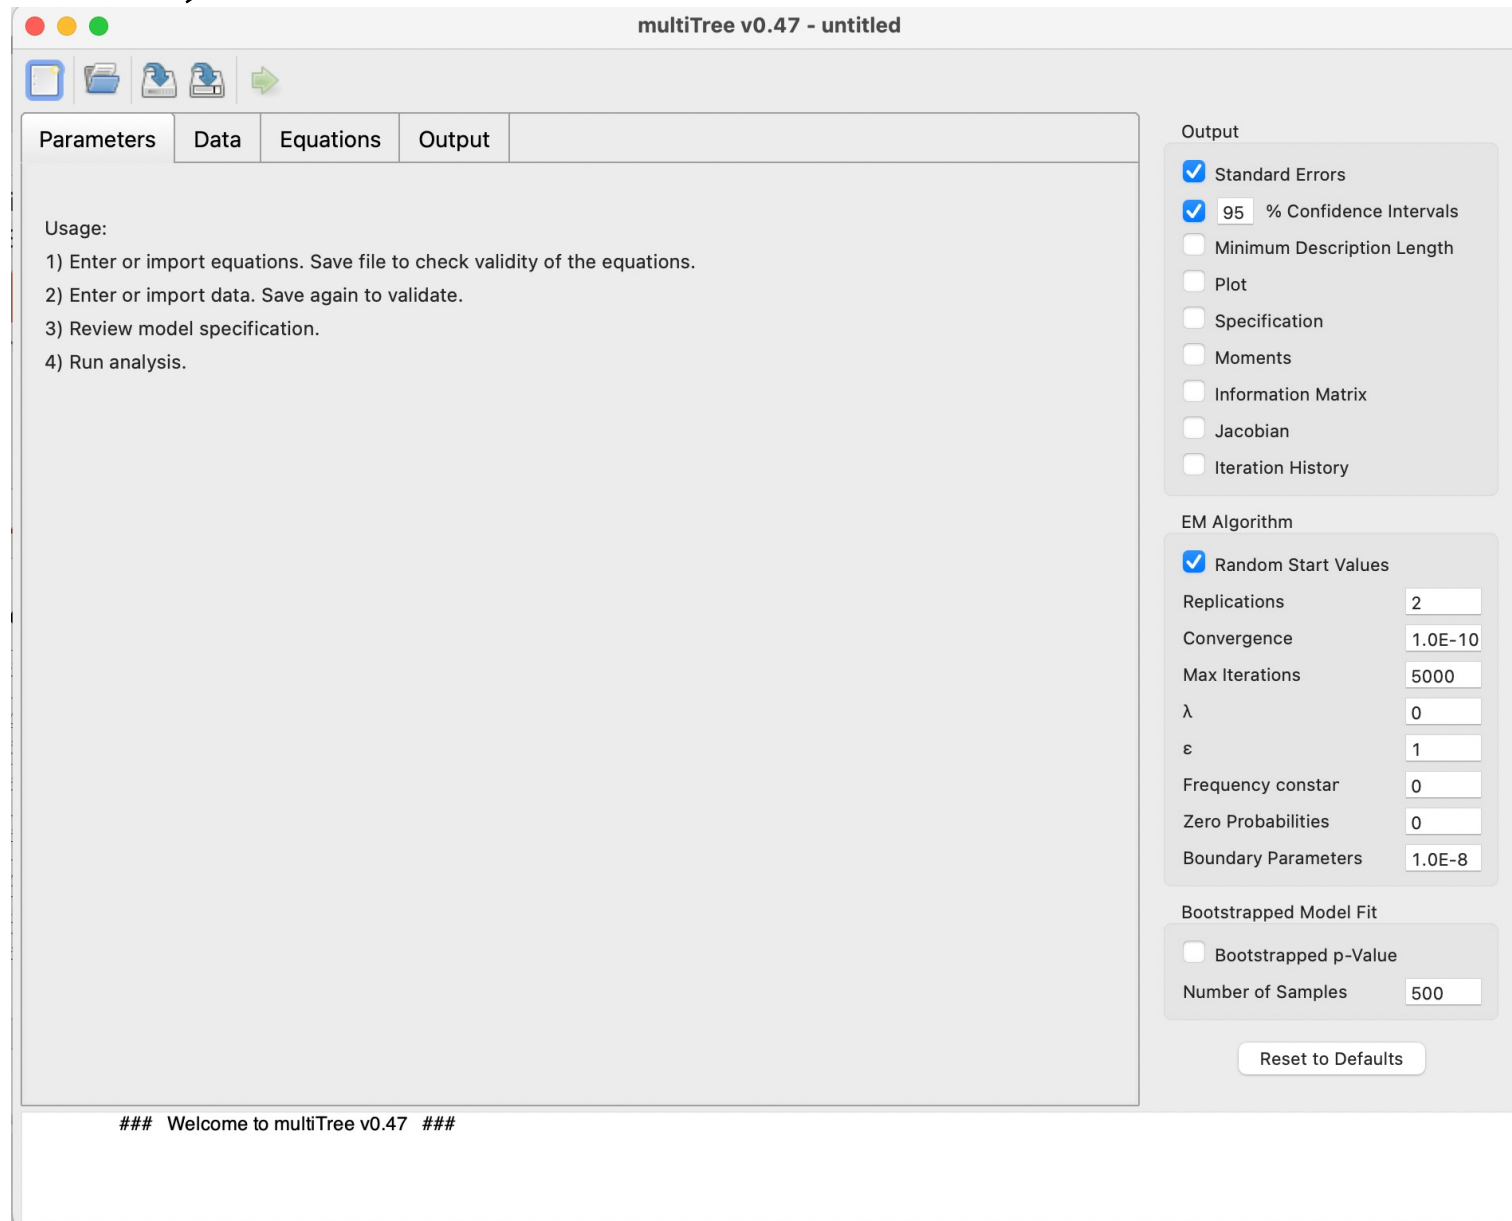 multiTree v0.47 - untitled
Parameters Data Equations Output
Usage:
1) Enter or import equations. Save file to check validity of the equations.
2) Enter or import data. Save again to validate.
3) Review model specification.
4) Run analysis.
Output
Standard Errors
95 % Confidence Intervals
Minimum Description Length
Plot
Specification
Moments
Information Matrix
Jacobian
Iteration History
EM Algorithm
Random Start Values
Replications 2
Convergence 1.0E-10
Max Iterations 5000
λ 0
ε 1
Frequency constar 0
Zero Probabilities 0
Boundary Parameters 1.0E-8
Bootstrapped Model Fit
Bootstrapped p-Value
Number of Samples 500
Reset to Defaults
### Welcome to multiTree v0.47 ###